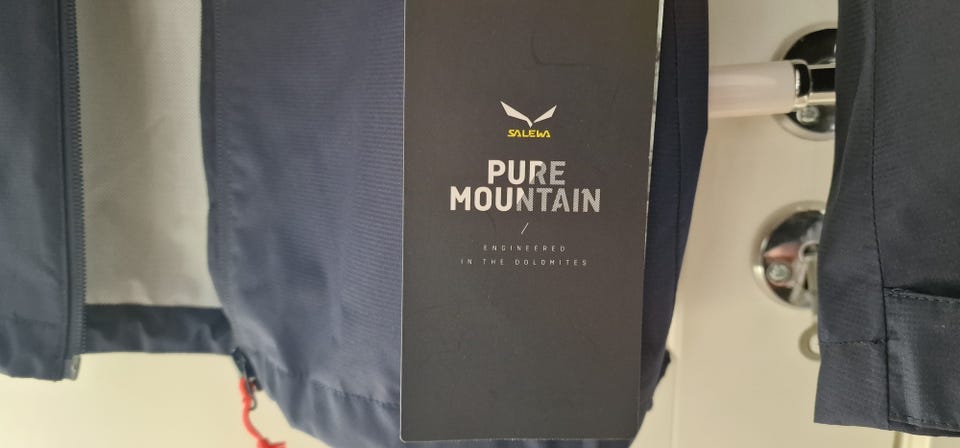 SALEWA
PURE
MOUNTAIN
/
ENGINEERED
IN THE DOLOMITES